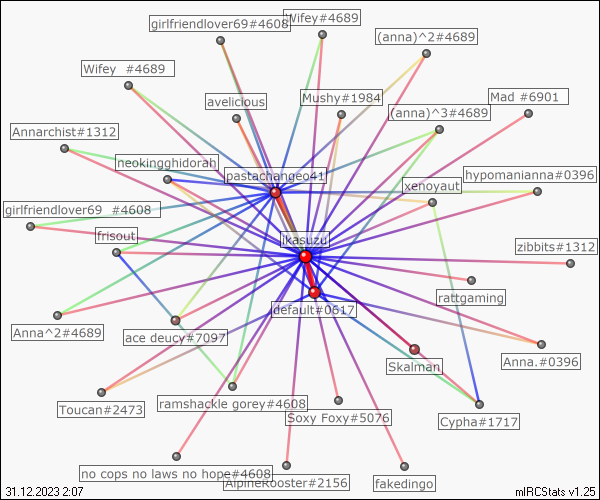 girlfriendlover69#4608
Wifey#4689
(anna)^2#4689
Wifey #4689
avelicious
Mushy#1984
Mad #6901
(anna)^3#4689
Annarchist#1312
neokingghidorah
pastachangeo41
xenoyaut
hypomanianna#0396
girlfriendlover69 #4608
frisout
ikasuzu
zibbits#1312
rattgaming
default#0617
Anna^2#4689
ace deucy#7097
Anna.#0396
Skalman
Toucan#2473
ramshackle gorey#4608
Soxy Foxy#5076
Cypha#1717
no cops no laws no hope#4608
AlpineRooster#2156
fakedingo
31.12.2023 2:07
mIRCStats v1.25